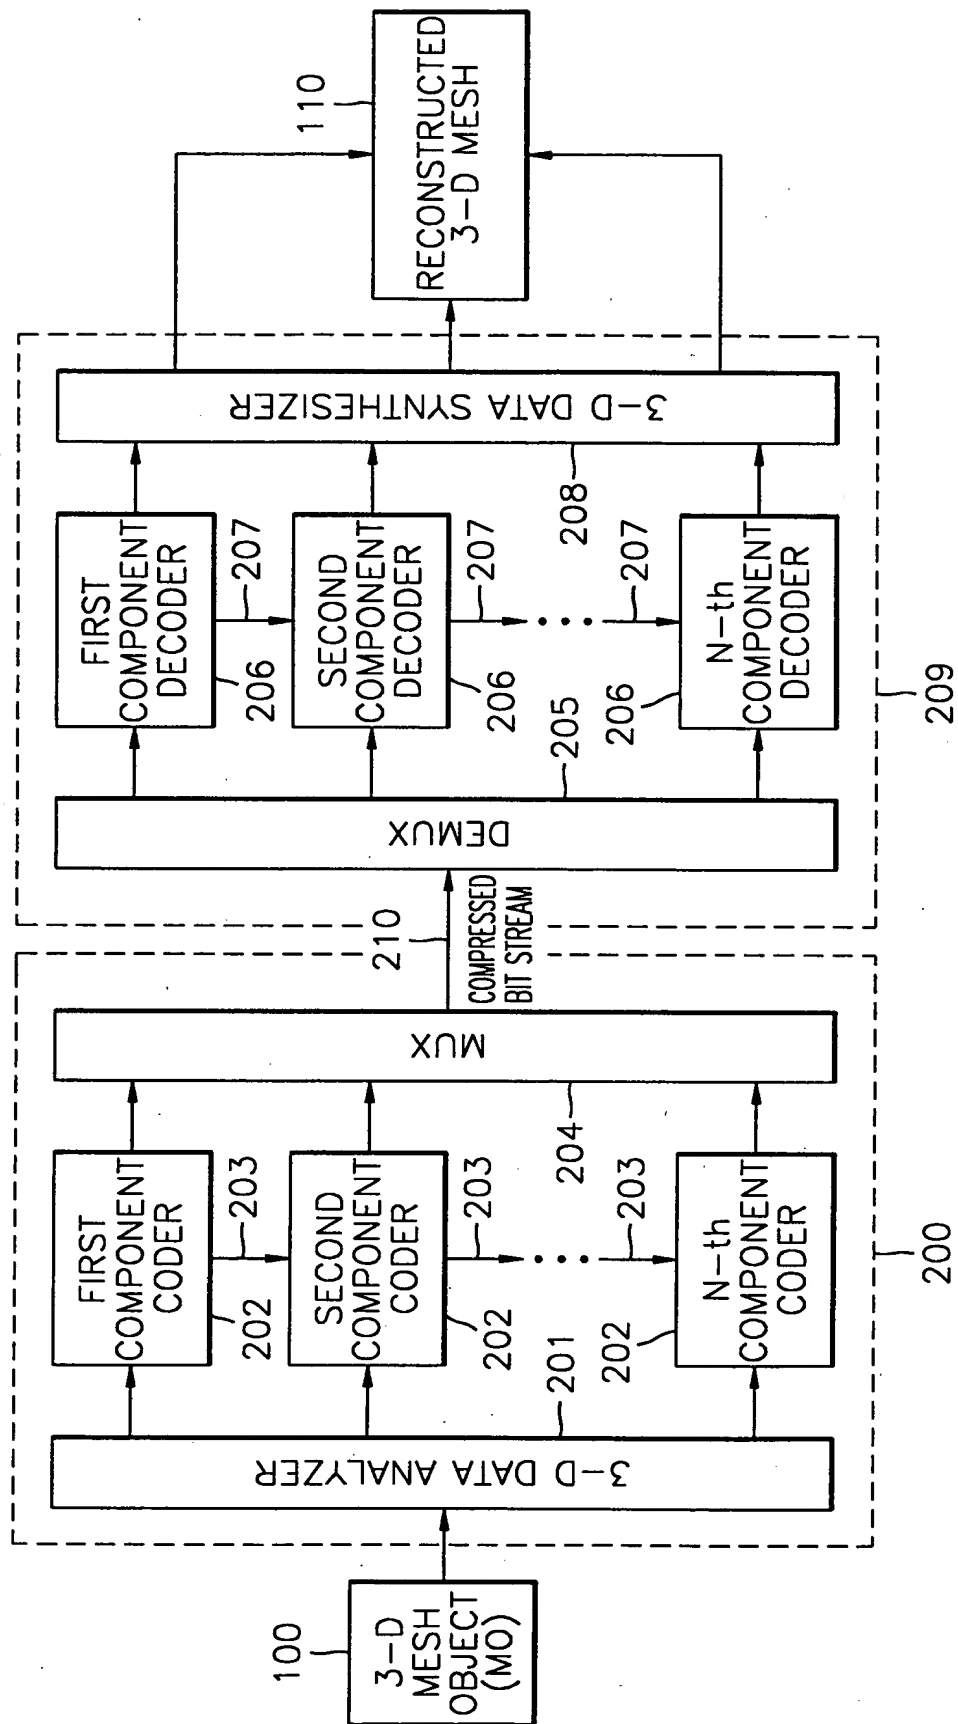 100
3-D
MESH
OBJECT
(MO)
3-D DATA ANALYZER
201
FIRST
COMPONENT
CODER
202
203
SECOND
COMPONENT
CODER
202
203
203
N-th
COMPONENT
CODER
202
MUX
204
200
210
COMPRESSED
BIT STREAM
DEMUX
205
FIRST
COMPONENT
DECODER
206
207
SECOND
COMPONENT
DECODER
206
207
207
N-th
COMPONENT
DECODER
206
3-D DATA SYNTHESIZER
208
209
110
RECONSTRUCTED
3-D MESH